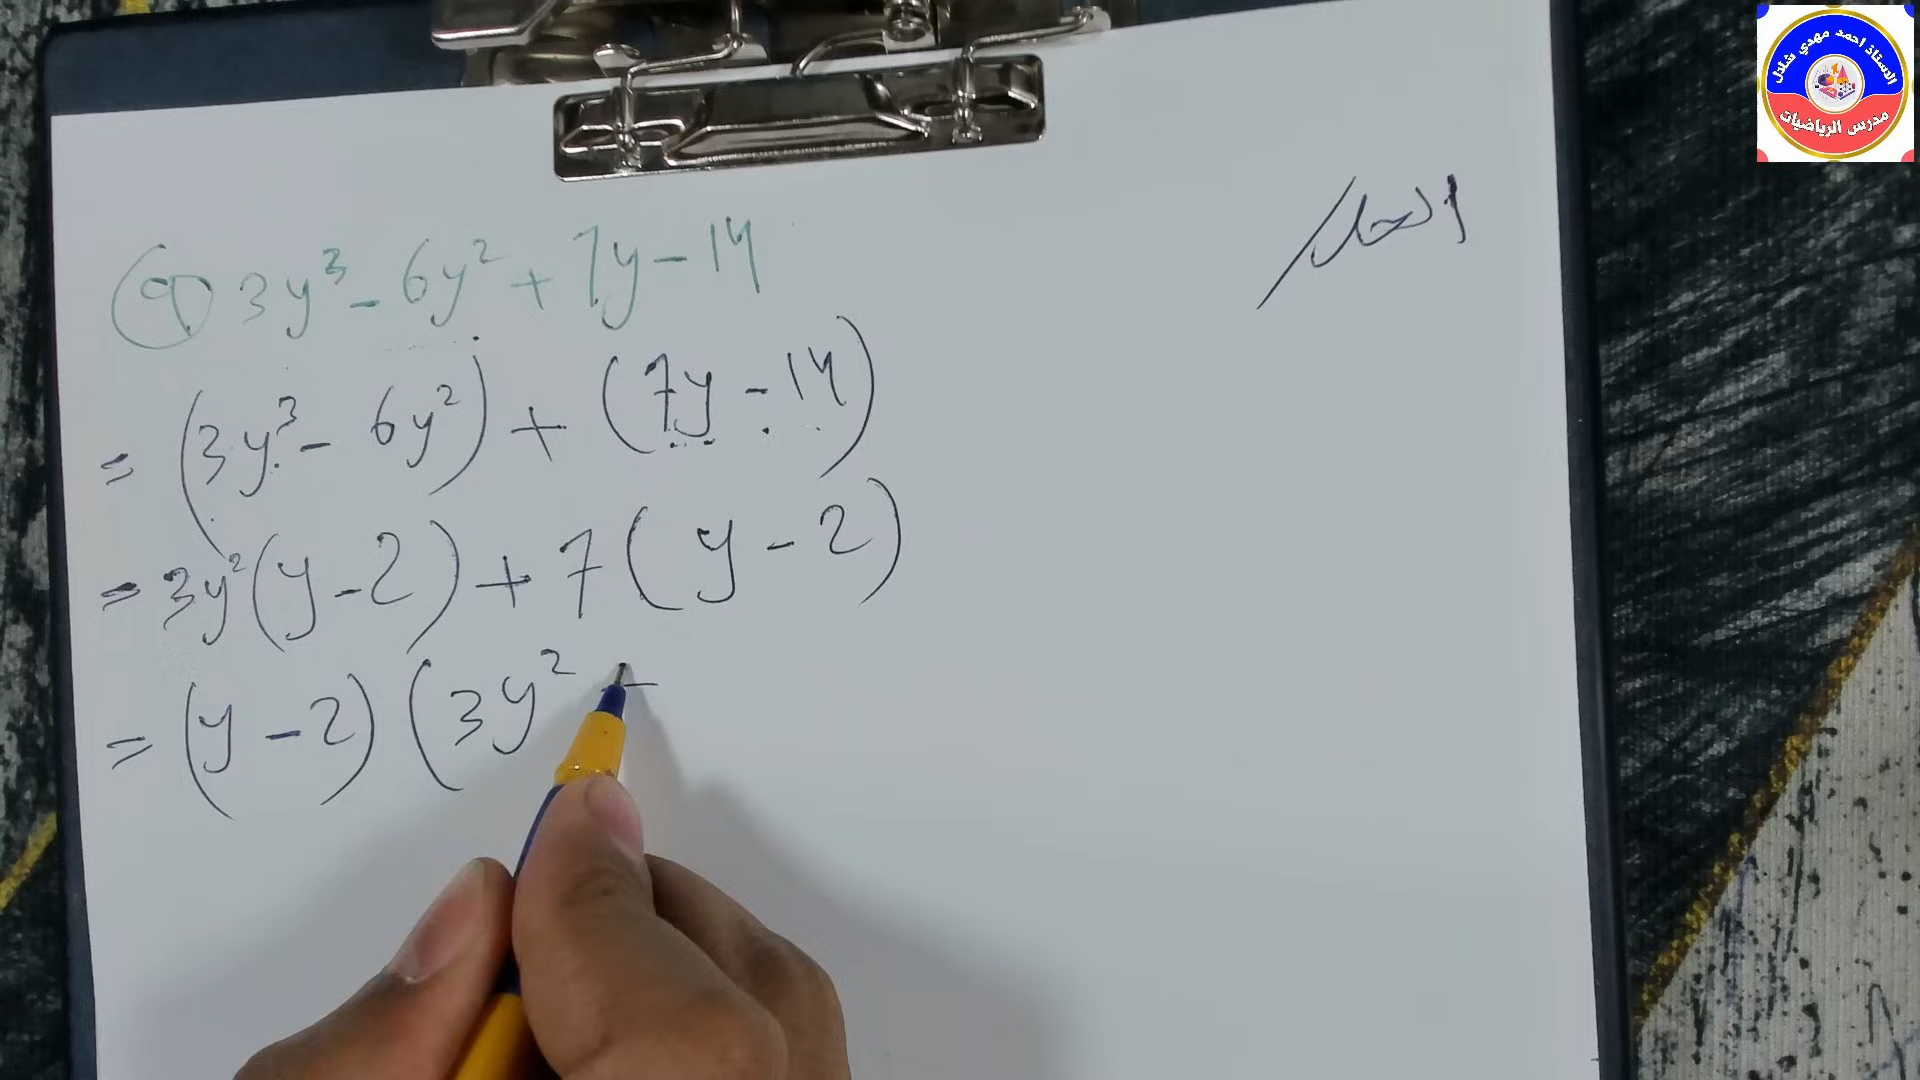 الاستاذ احمد مهدي شلال
مدرس الرياضيات
الحل
⑨ 3y³ - 6y² + 7y - 14
= (3y³ - 6y²) + (7y - 14)
= 3y²(y - 2) + 7(y - 2)
= (y - 2)(3y² +